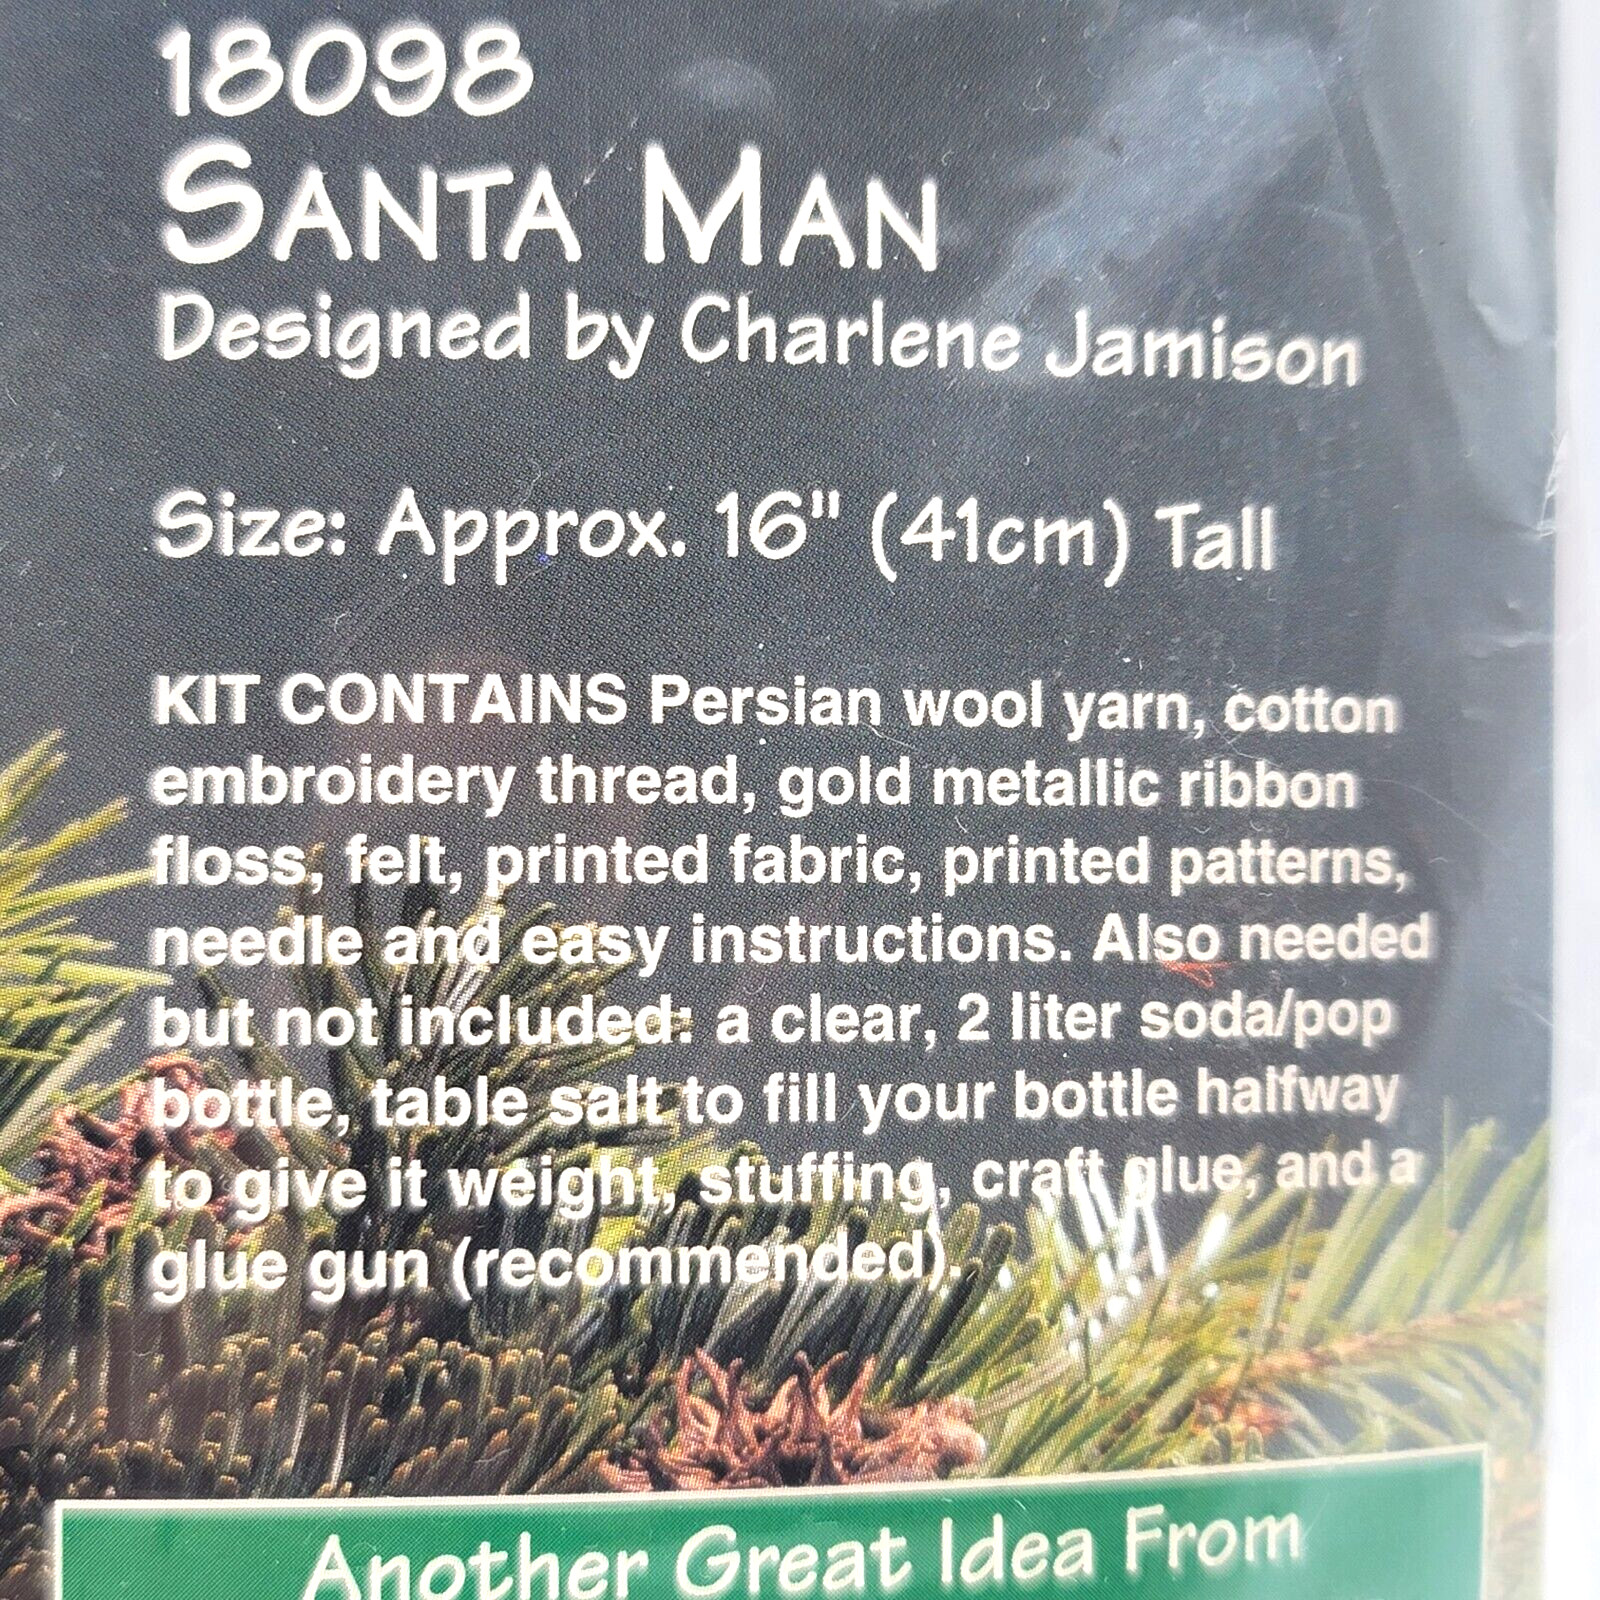 18098
SANTA MAN
Designed by Charlene Jamison
Size: Approx. 16" (41cm) Tall
KIT CONTAINS Persian wool yarn, cotton
embroidery thread, gold metallic ribbon
floss, felt, printed fabric, printed patterns,
needle and easy instructions. Also needed
but not included: a clear, 2 liter soda/pop
bottle, table salt to fill your bottle halfway
to give it weight, stuffing, craft glue, and a
glue gun (recommended).
Another Great Idea From